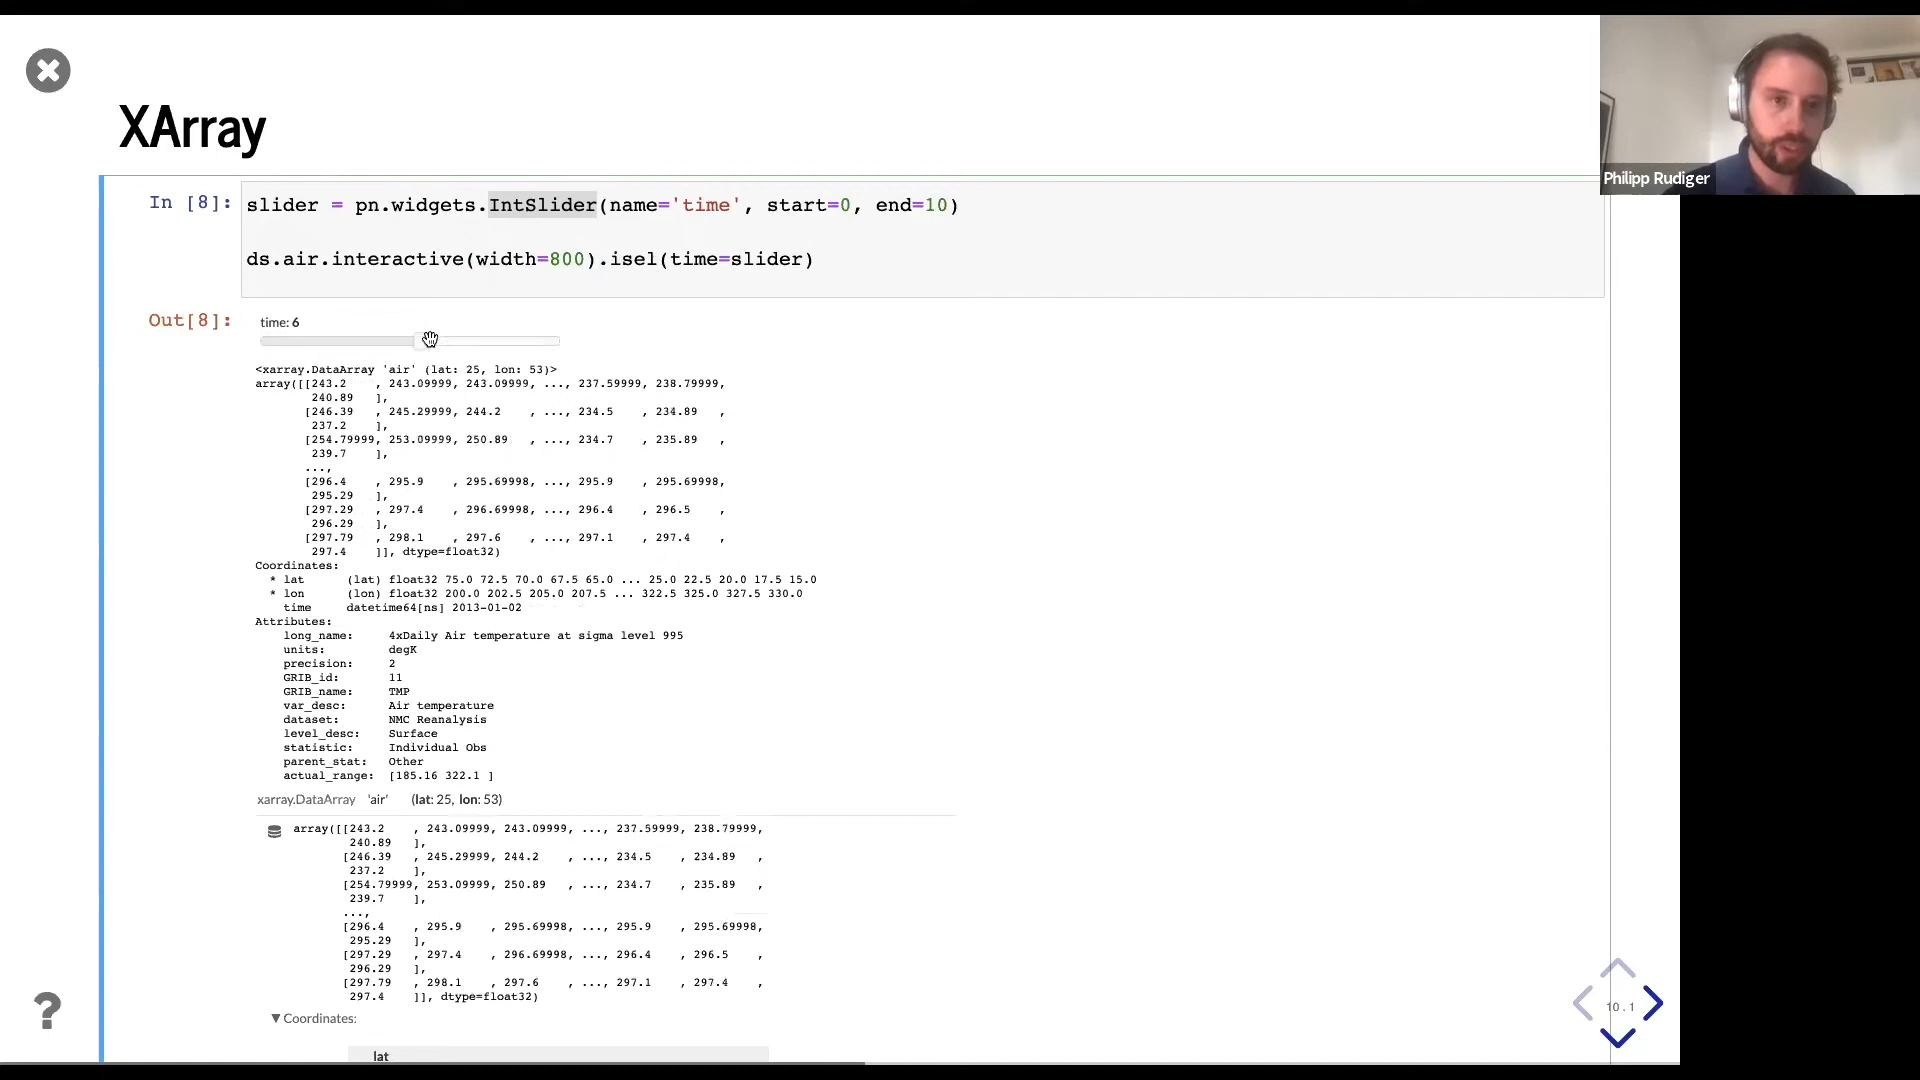 XArray
Philipp Rudiger
In [8]:
slider = pn.widgets.IntSlider(name='time', start=0, end=10)
ds.air.interactive(width=800).isel(time=slider)
Out[8]:
time: 6
<xarray.DataArray 'air' (lat: 25, lon: 53)>
array([[243.2    , 243.09999, 243.09999, ..., 237.59999, 238.79999,
240.89   ],
[246.39   , 245.29999, 244.2    , ..., 234.5    , 234.89   ,
237.2    ],
[254.79999, 253.09999, 250.89   , ..., 234.7    , 235.89   ,
239.7    ],
...,
[296.4    , 295.9    , 295.69998, ..., 295.9    , 295.69998,
295.29   ],
[297.29   , 297.4    , 296.69998, ..., 296.4    , 296.5    ,
296.29   ],
[297.79   , 298.1    , 297.6    , ..., 297.1    , 297.4    ,
297.4    ]], dtype=float32)
Coordinates:
* lat      (lat) float32 75.0 72.5 70.0 67.5 65.0 ... 25.0 22.5 20.0 17.5 15.0
* lon      (lon) float32 200.0 202.5 205.0 207.5 ... 322.5 325.0 327.5 330.0
time     datetime64[ns] 2013-01-02
Attributes:
long_name:     4xDaily Air temperature at sigma level 995
units:         degK
precision:     2
GRIB_id:       11
GRIB_name:     TMP
var_desc:      Air temperature
dataset:       NMC Reanalysis
level_desc:    Surface
statistic:     Individual Obs
parent_stat:   Other
actual_range:  [185.16 322.1 ]
xarray.DataArray 'air' (lat: 25, lon: 53)
array([[243.2    , 243.09999, 243.09999, ..., 237.59999, 238.79999,
240.89   ],
[246.39   , 245.29999, 244.2    , ..., 234.5    , 234.89   ,
237.2    ],
[254.79999, 253.09999, 250.89   , ..., 234.7    , 235.89   ,
239.7    ],
...,
[296.4    , 295.9    , 295.69998, ..., 295.9    , 295.69998,
295.29   ],
[297.29   , 297.4    , 296.69998, ..., 296.4    , 296.5    ,
296.29   ],
[297.79   , 298.1    , 297.6    , ..., 297.1    , 297.4    ,
297.4    ]], dtype=float32)
▼Coordinates:
lat
?
10.1